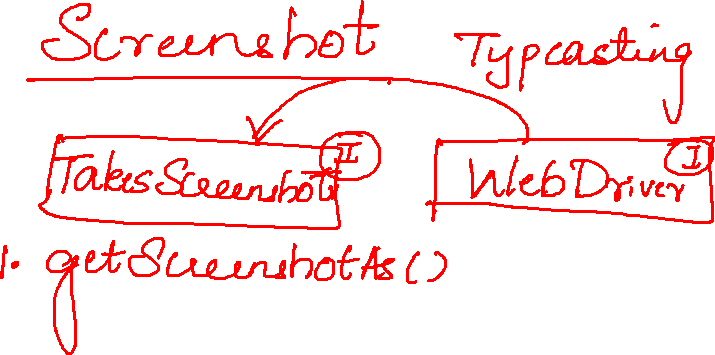 Screenshot Typcasting
TakesScreenshot I WebDriver I
1. getScreenshotAs()